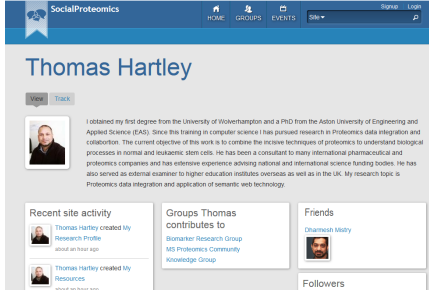 SocialProteomics
HOME GROUPS EVENTS
Signup Login
Site
Thomas Hartley
View Track
I obtained my first degree from the University of Wolverhampton and a PhD from the Aston University of Engineering and
Applied Science (EAS). Since this training in computer science I has pursued research in Proteomics data integration and
collabortion. The current objective of this work is to combine the incisive techniques of proteomics to understand biological
processes in normal and leukaemic stem cells. He has been a consultant to many international pharmaceutical and
proteomics companies and has extensive experience advising national and international science funding bodies. He has
also served as external examiner to higher education institutes overseas as well as in the UK. My research topic is
Proteomics data integration and application of semantic web technology.
Recent site activity
Thomas Hartley created My
Research Profile
about an hour ago
Thomas Hartley created My
Resources
about an hour ago
Groups Thomas
contributes to
Biomarker Research Group
MS Proteomics Community
Knowledge Group
Friends
Dharmesh Mistry
Followers